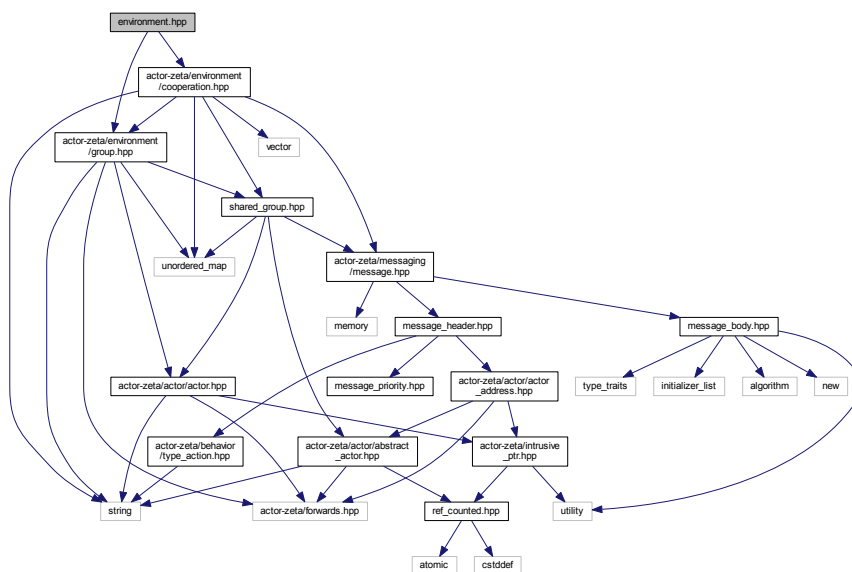 environment.hpp
actor-zeta/environment
/cooperation.hpp
actor-zeta/environment
/group.hpp
vector
shared_group.hpp
unordered_map
actor-zeta/messaging
/message.hpp
memory
message_header.hpp
message_body.hpp
actor-zeta/actor/actor.hpp
message_priority.hpp
actor-zeta/actor/actor
_address.hpp
type_traits
initializer_list
algorithm
new
actor-zeta/behavior
/type_action.hpp
actor-zeta/actor/abstract
_actor.hpp
actor-zeta/intrusive
_ptr.hpp
string
actor-zeta/forwards.hpp
ref_counted.hpp
utility
atomic
cstddef